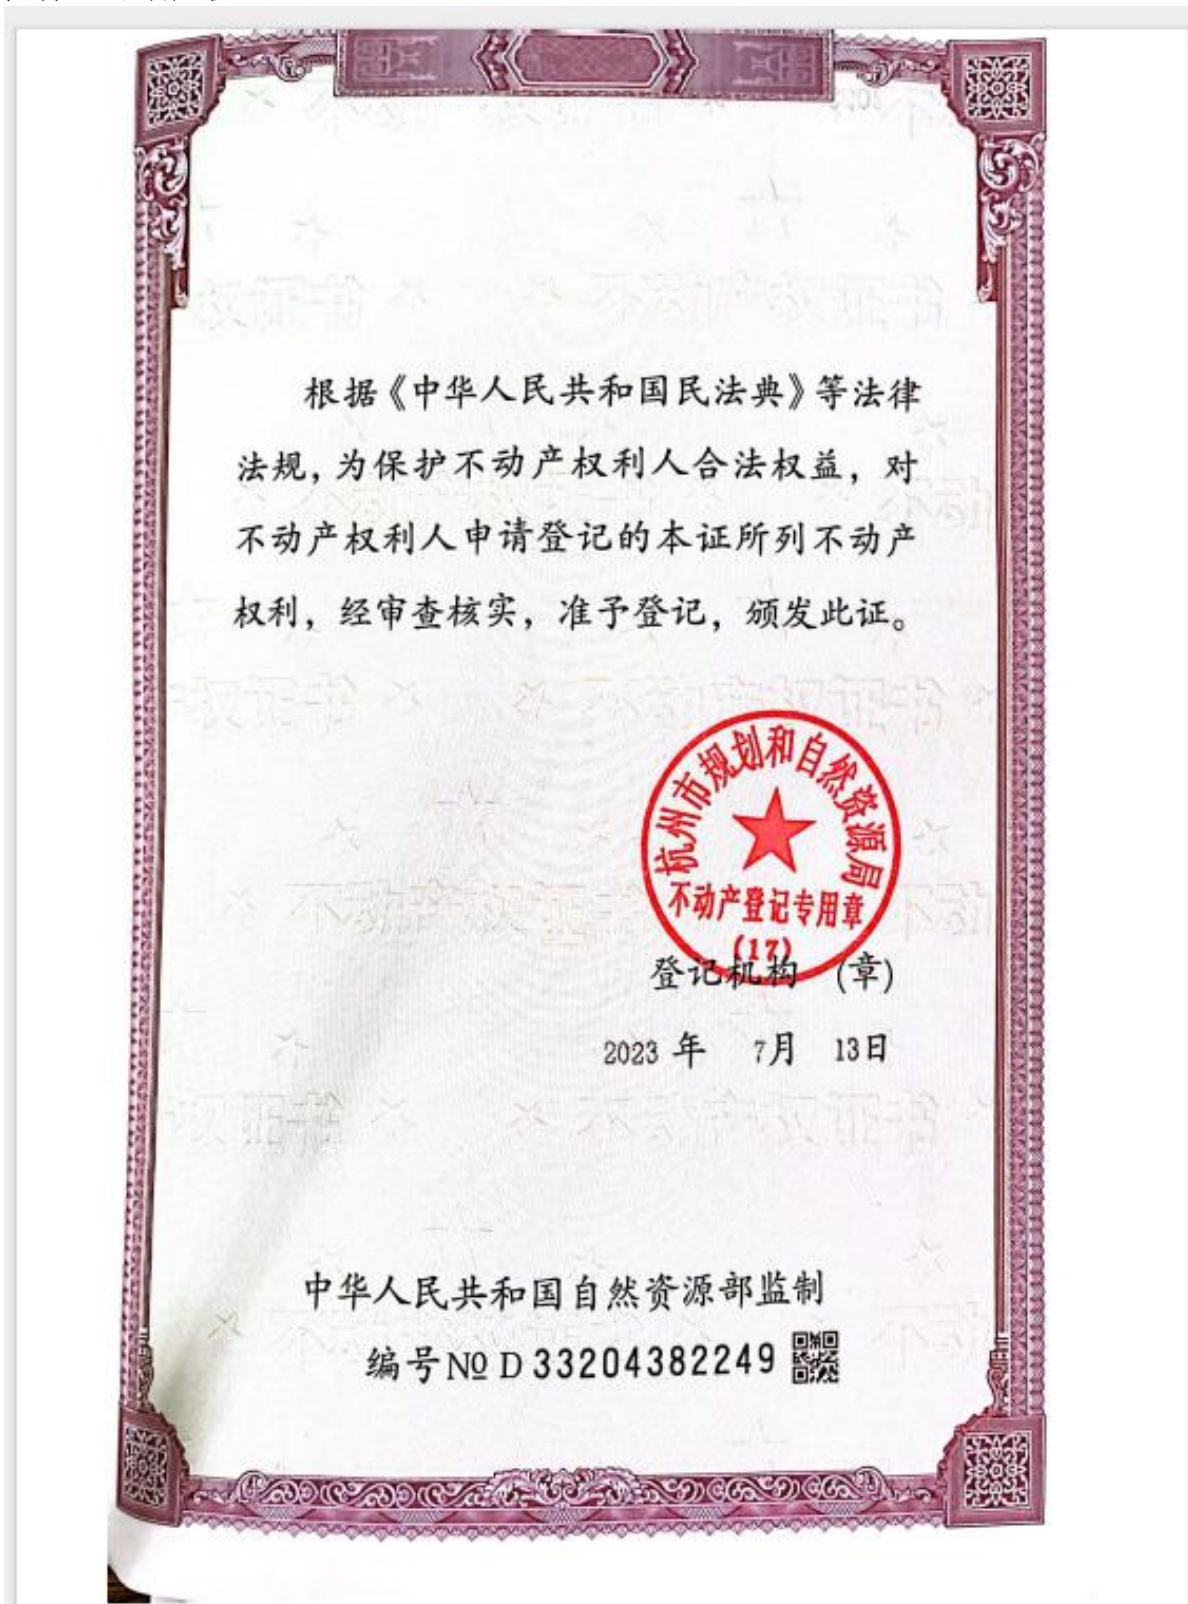 根据《中华人民共和国民法典》等法律
法规，为保护不动产权利人合法权益，对
不动产权利人申请登记的本证所列不动产
权利，经审查核实，准予登记，颁发此证。
杭州市规划和自然资源局
不动产登记专用章
(17)
登记机构 (章)
2023 年 7月 13日
中华人民共和国自然资源部监制
编号 № D 33204382249